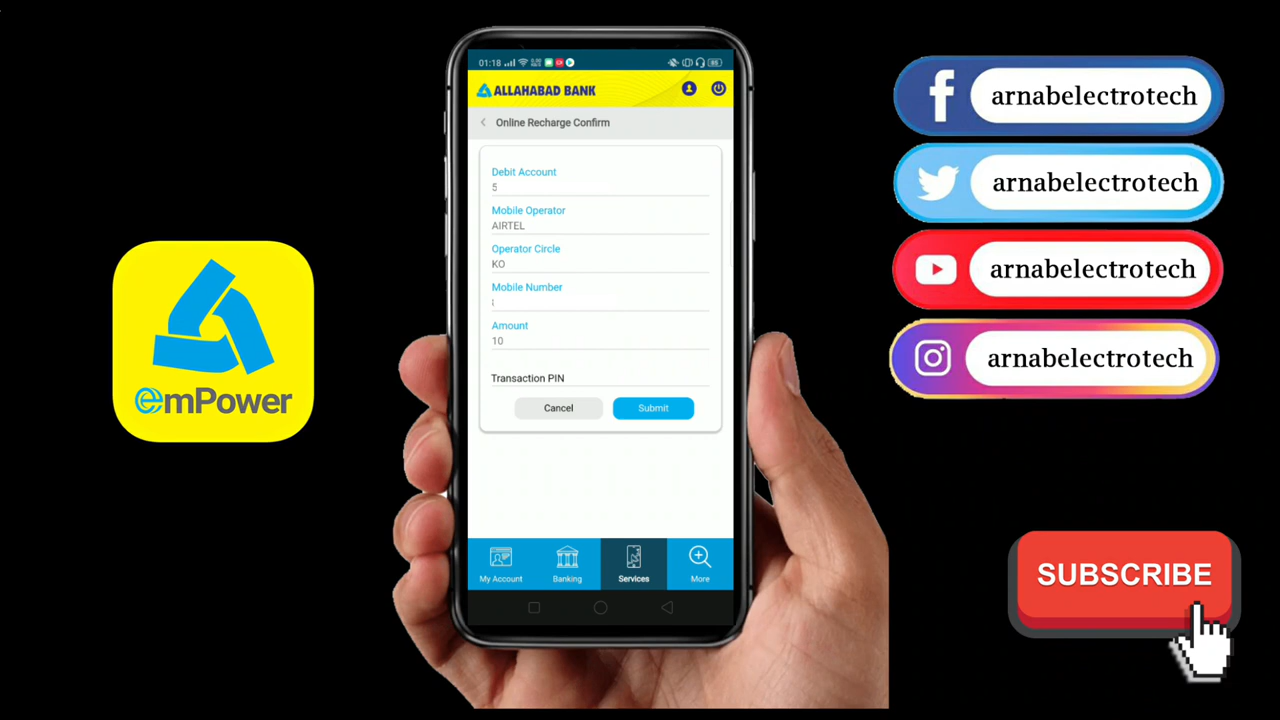 01:18
ALLAHABAD BANK
Online Recharge Confirm
Debit Account
5
Mobile Operator
AIRTEL
Operator Circle
KO
Mobile Number
Amount
10
Transaction PIN
Cancel
Submit
My Account
Banking
Services
More
emPower
arnabelectrotech
arnabelectrotech
arnabelectrotech
arnabelectrotech
SUBSCRIBE